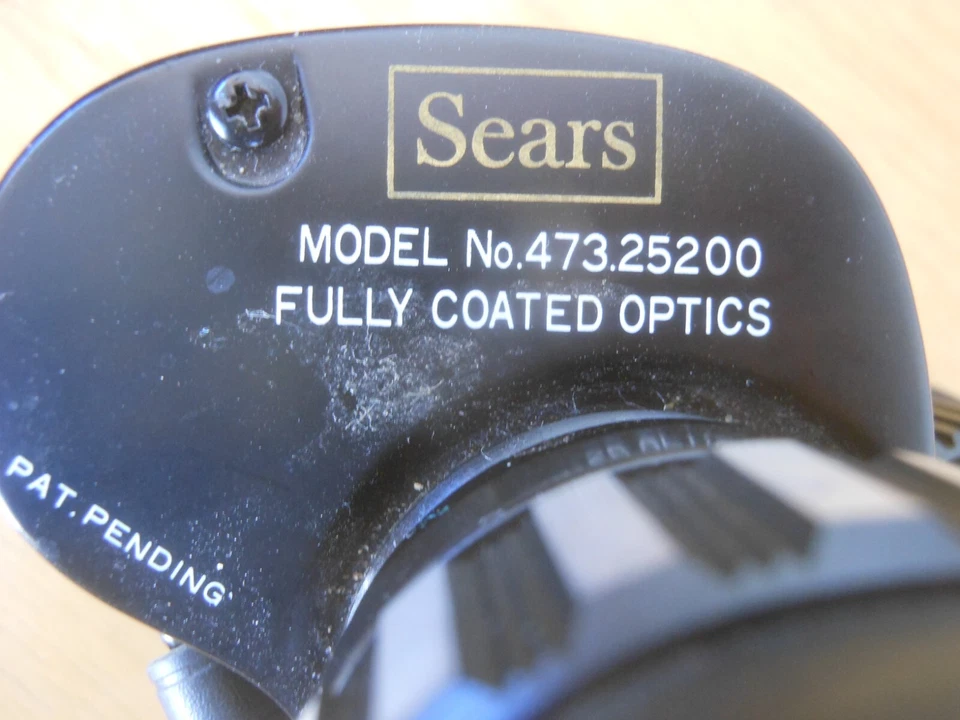 Sears
MODEL No.473.25200
FULLY COATED OPTICS
PAT. PENDING